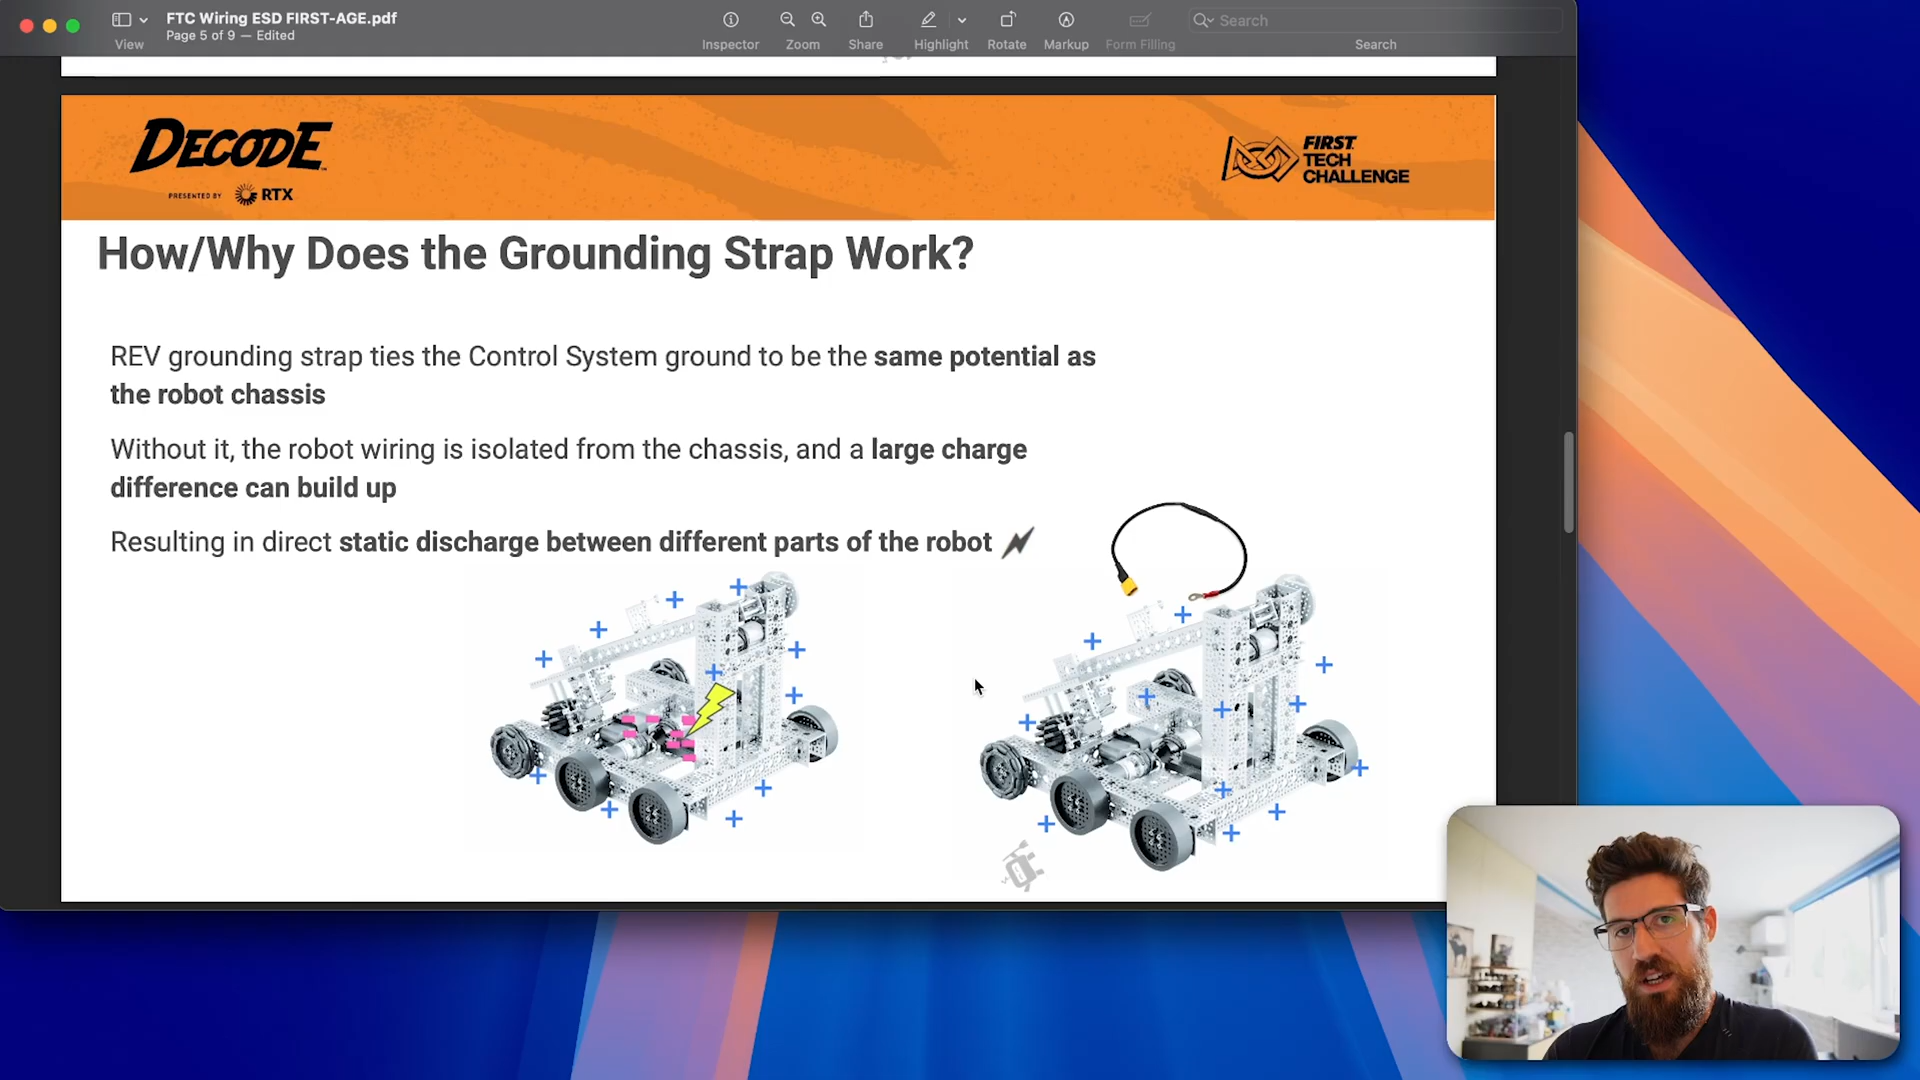 FTC Wiring ESD FIRST-AGE.pdf
Page 5 of 9 — Edited
View
Inspector
Zoom
Share
Highlight
Rotate
Markup
Form Filling
Search
Search
DECODE
PRESENTED BY RTX
FIRST
TECH
CHALLENGE
How/Why Does the Grounding Strap Work?
REV grounding strap ties the Control System ground to be the same potential as
the robot chassis
Without it, the robot wiring is isolated from the chassis, and a large charge
difference can build up
Resulting in direct static discharge between different parts of the robot